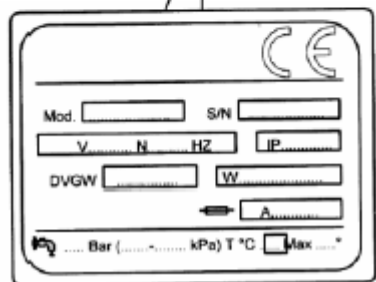 CE
Mod. ............... S/N ...............
V........... N........ HZ IP............
DVGW ............... W..................
A............
..... Bar (......-....... kPa) T °C Max .....°